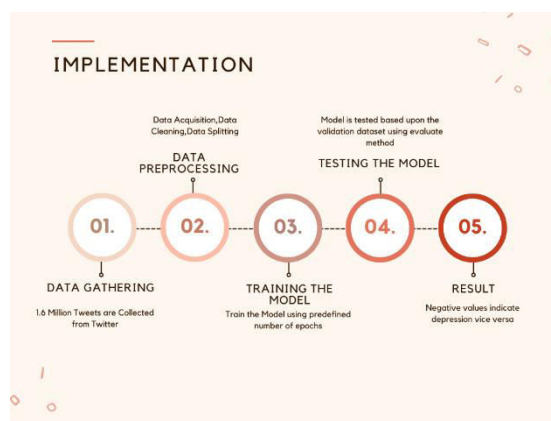 IMPLEMENTATION
01.
DATA GATHERING
1.6 Million Tweets are Collected
from Twitter
Data Acquisition,Data
Cleaning,Data Splitting
DATA
PREPROCESSING
02.
03.
TRAINING THE
MODEL
Train the Model using predefined
number of epochs
Model is tested based upon the
validation dataset using evaluate
method
TESTING THE MODEL
04.
05.
RESULT
Negative values indicate
depression vice versa